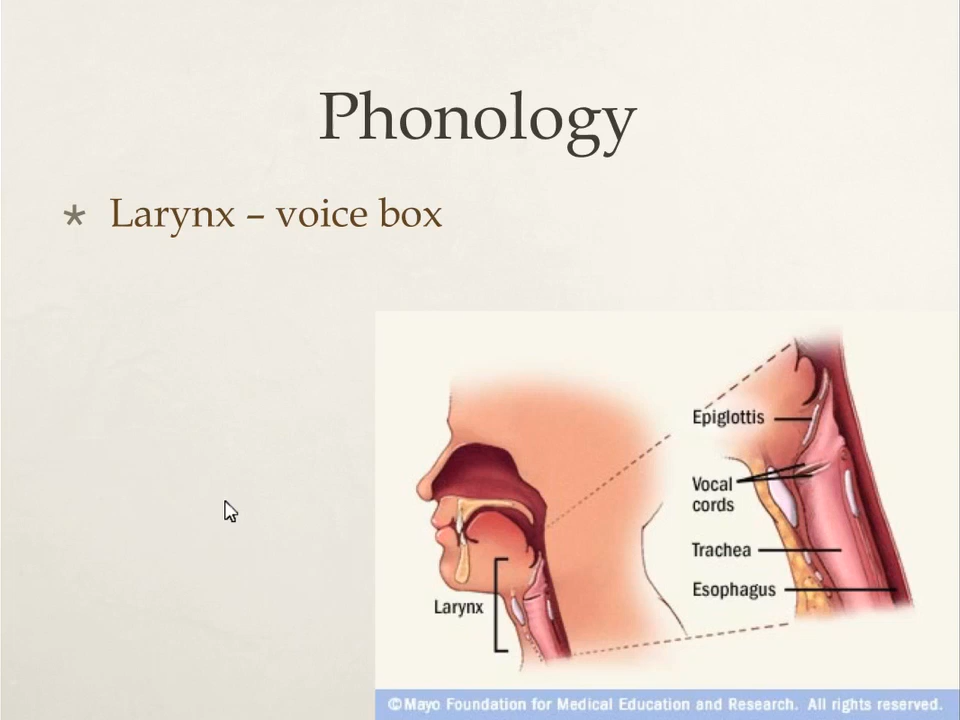 Phonology
* Larynx – voice box
Epiglottis
Vocal
cords
Trachea
Esophagus
Larynx
©Mayo Foundation for Medical Education and Research. All rights reserved.